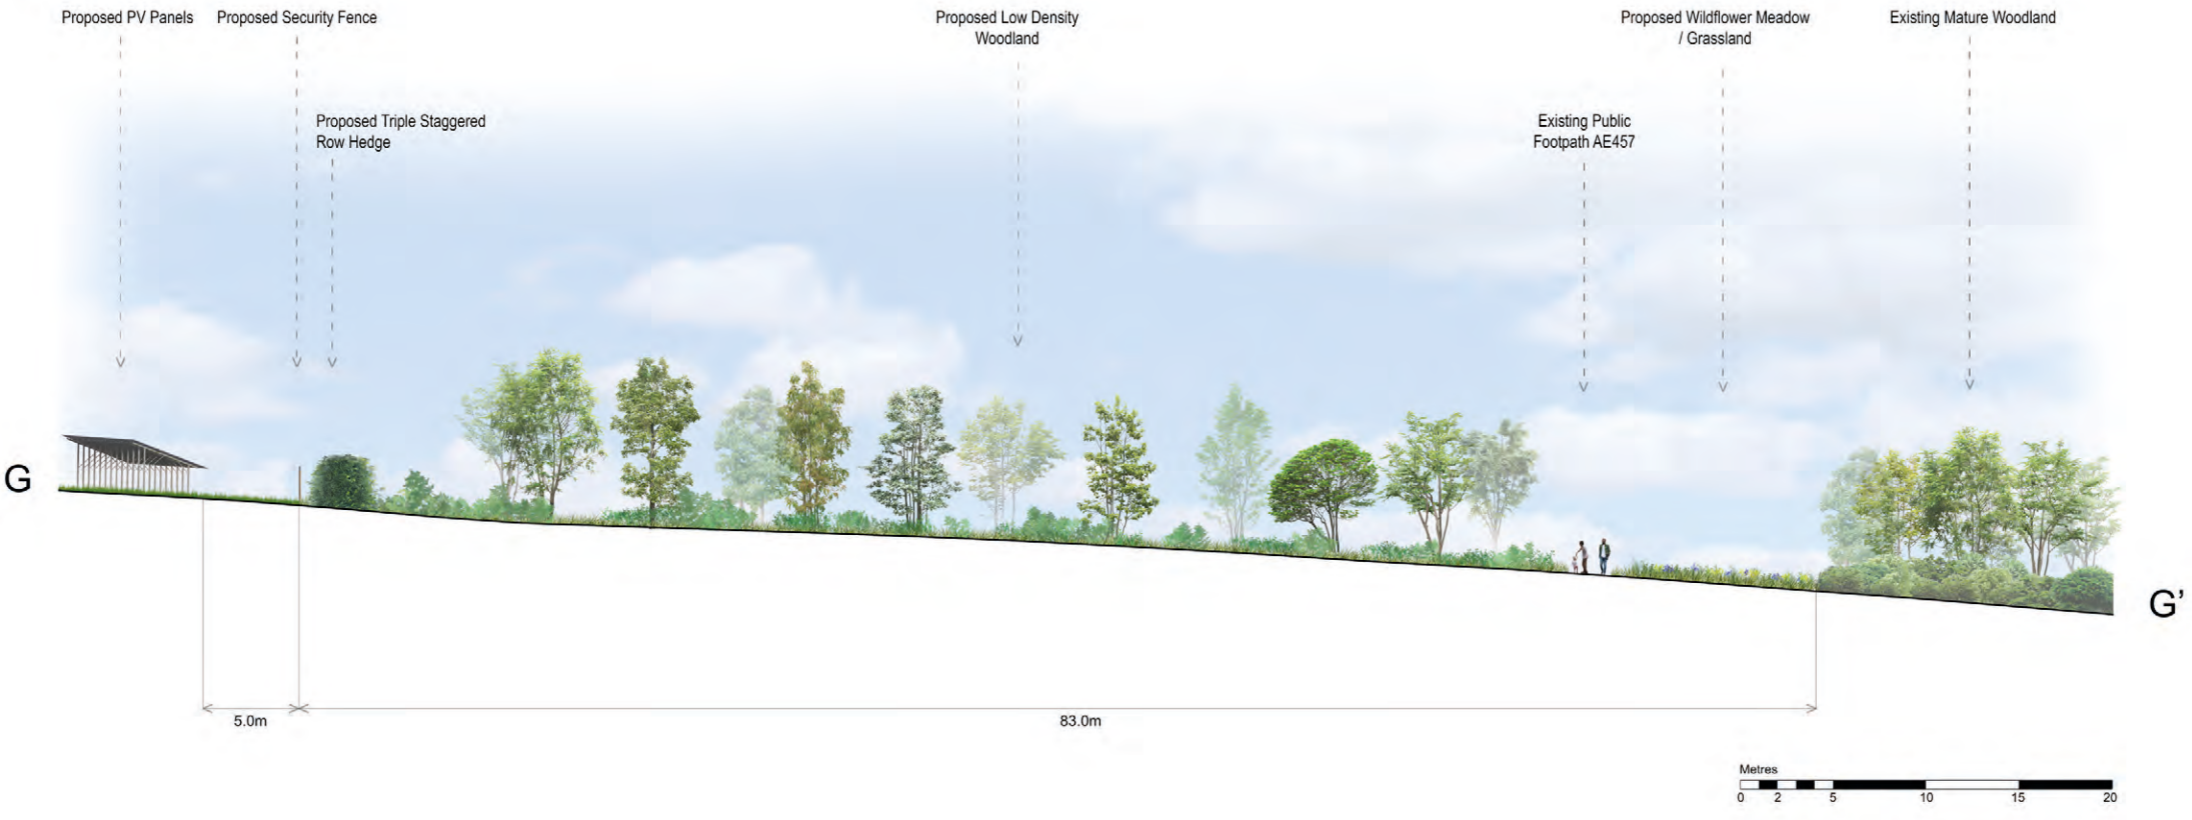 Proposed PV Panels
Proposed Security Fence
Proposed Low Density
Woodland
Proposed Wildflower Meadow
/ Grassland
Existing Mature Woodland
Proposed Triple Staggered
Row Hedge
Existing Public
Footpath AE457
G
G’
5.0m
83.0m
Metres
0 2 5 10 15 20